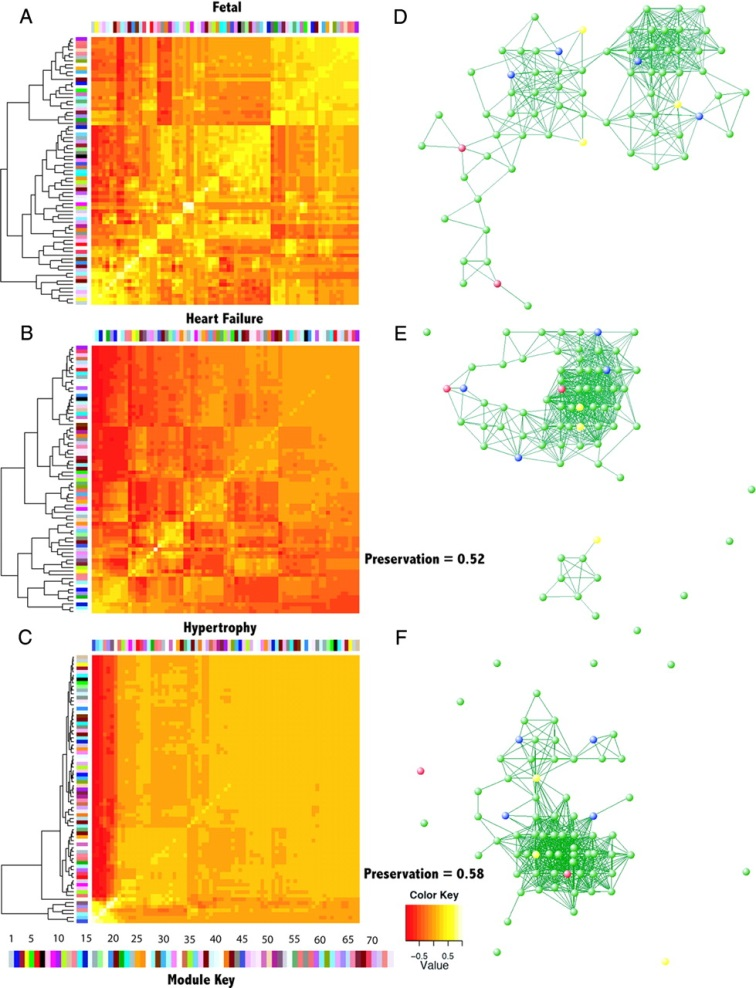 A
Fetal
D
B
Heart Failure
E
Preservation = 0.52
C
Hypertrophy
F
Preservation = 0.58
Color Key
-0.5 0.5
Value
1 5 10 15 20 25 30 35 40 45 50 55 60 65 70
Module Key